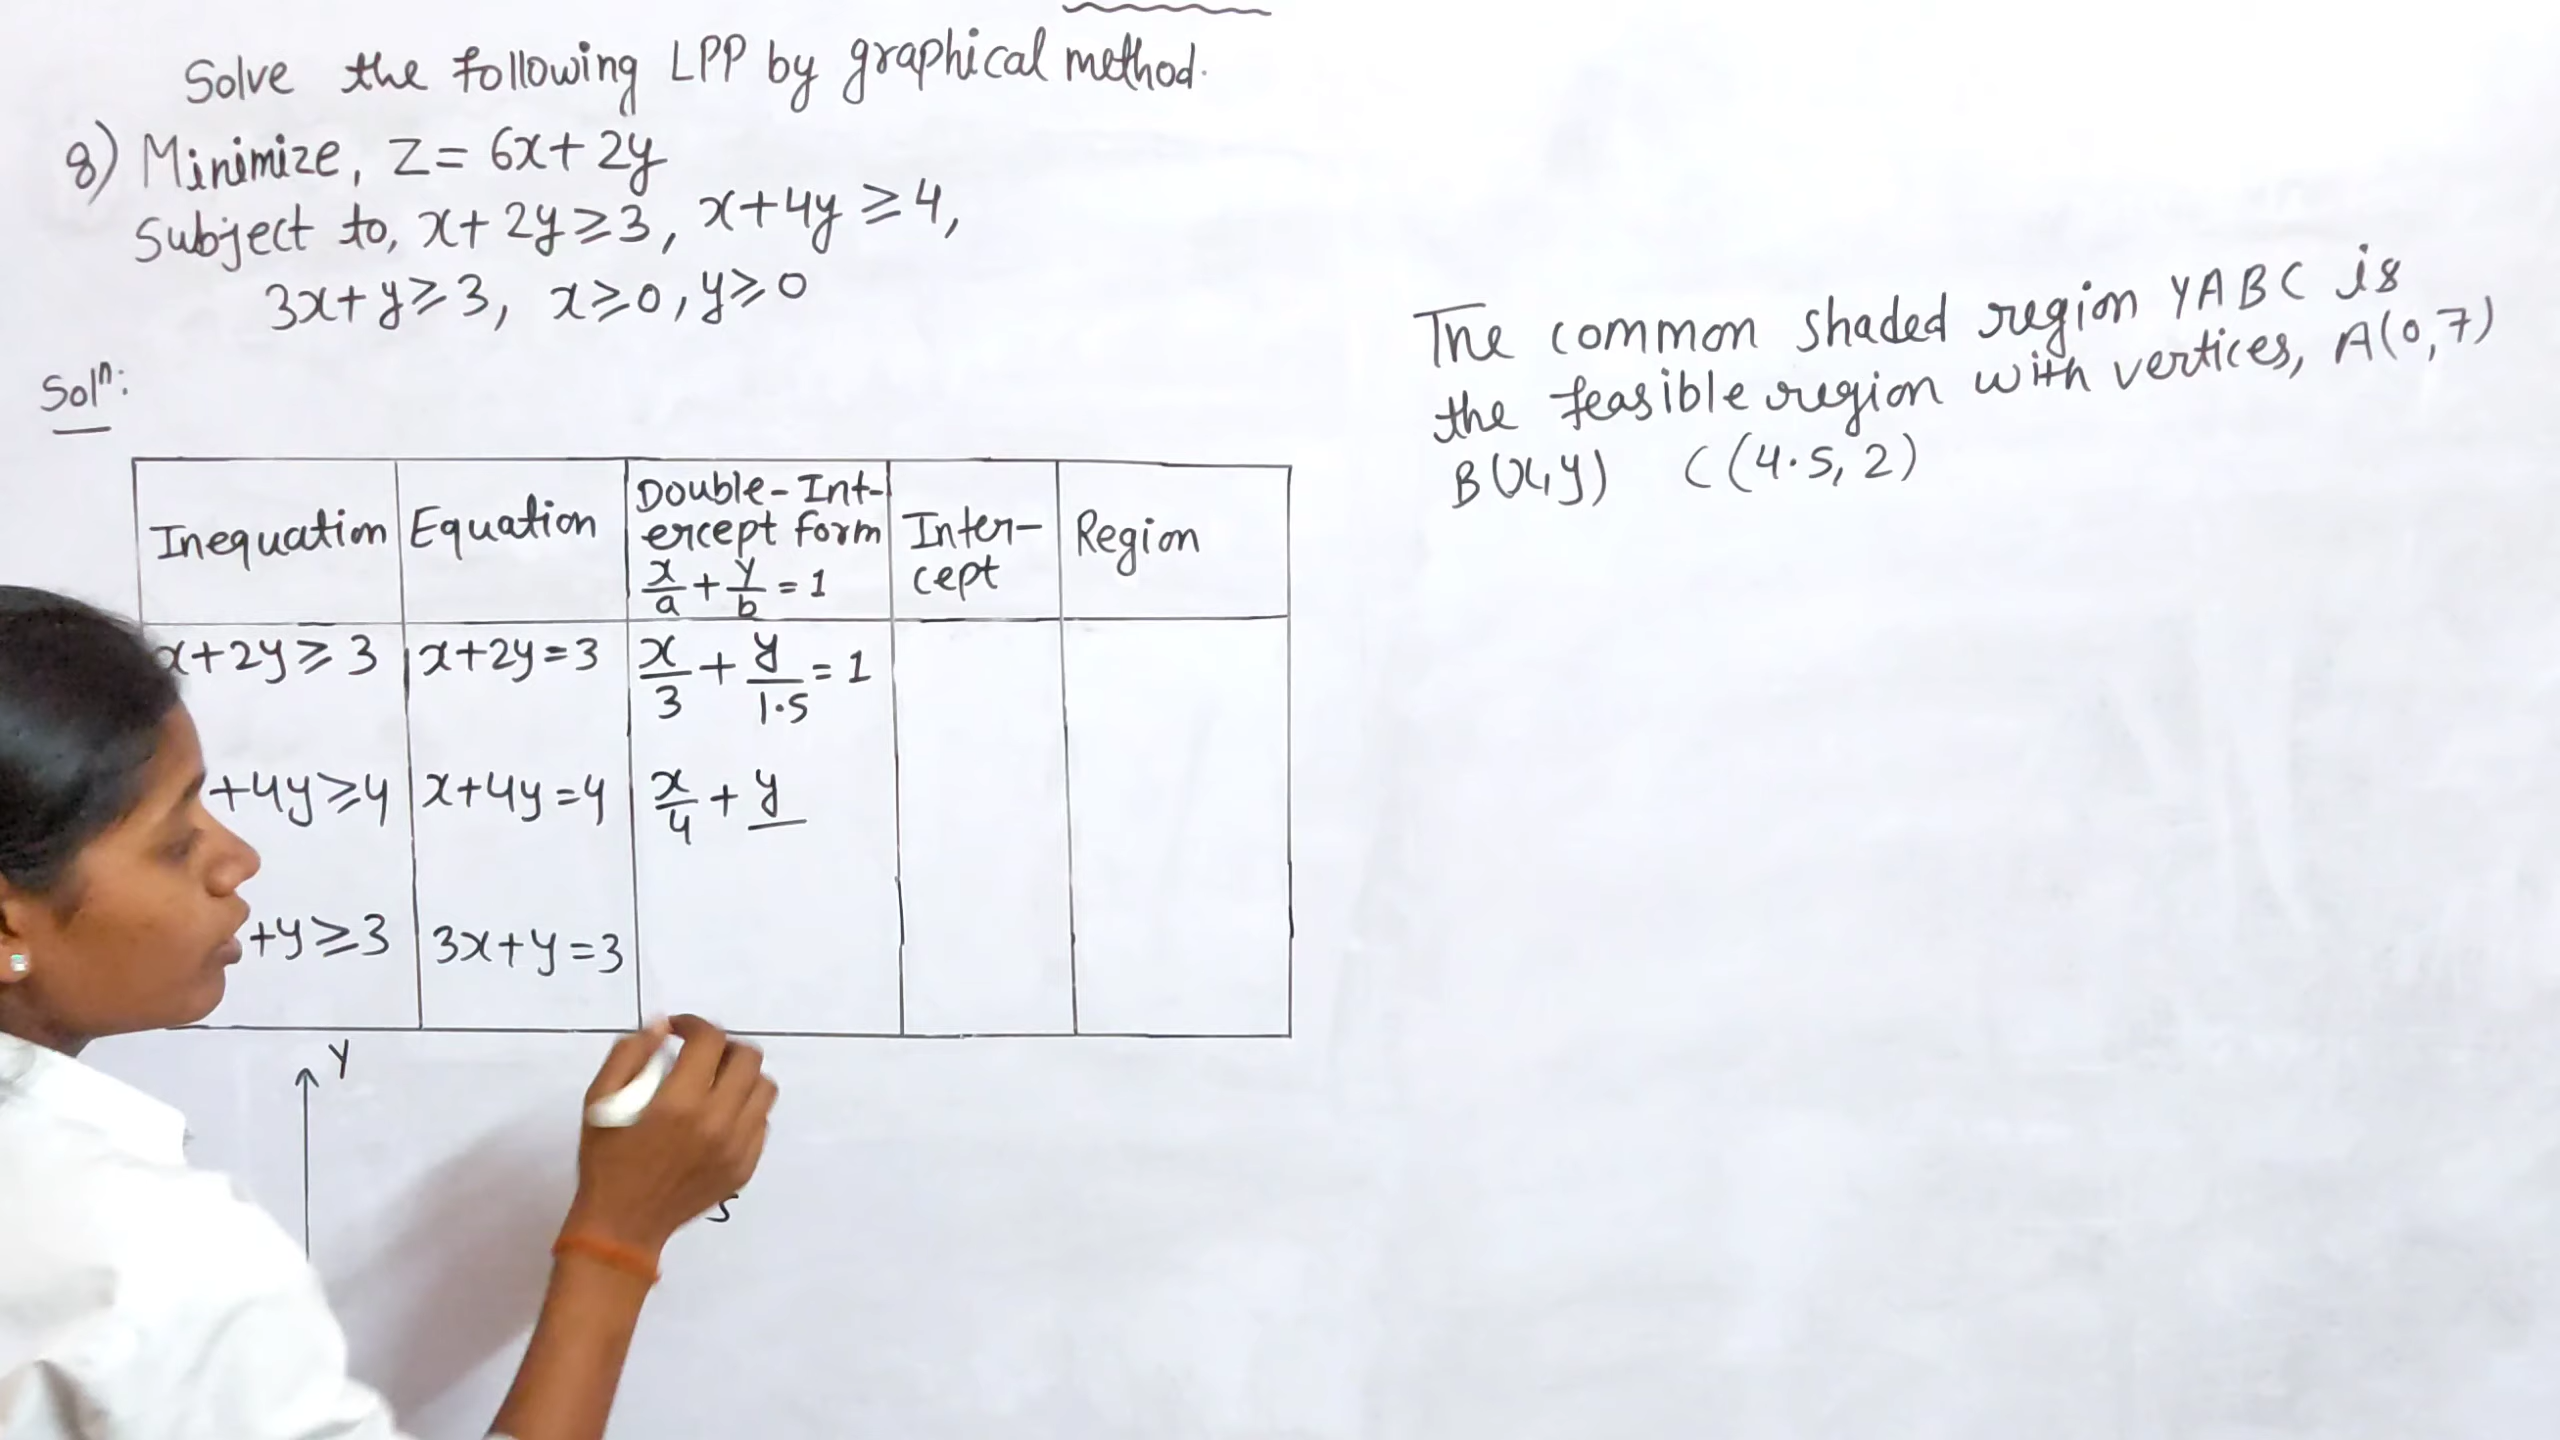 Solve the following LPP by graphical method.
8) Minimize, Z = 6x + 2y
Subject to, x + 2y ≥ 3, x + 4y ≥ 4,
3x + y ≥ 3, x ≥ 0, y ≥ 0
Solⁿ:
Inequation | Equation | Double-Int-ercept form x/a + y/b = 1 | Inter-cept | Region
x + 2y ≥ 3 | x + 2y = 3 | x/3 + y/1.5 = 1
+ 4y ≥ 4 | x + 4y = 4 | x/4 + y
+ y ≥ 3 | 3x + y = 3
Y
s
The common shaded region YABC is
the feasible region with vertices, A(0,7)
B(x,y) C(4.5, 2)